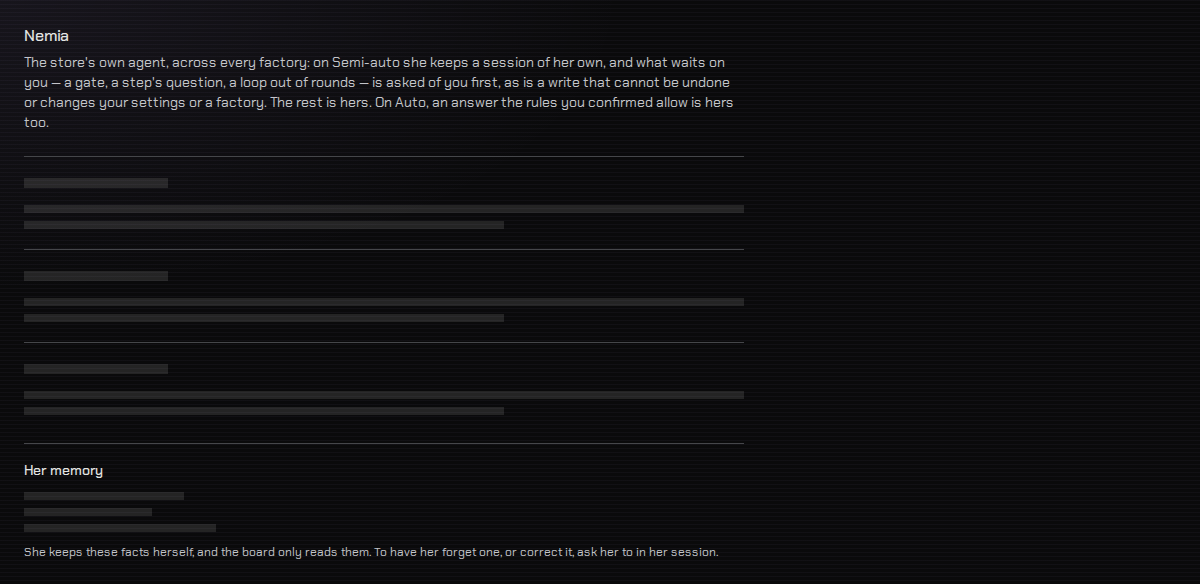 Nemia
The store's own agent, across every factory: on Semi-auto she keeps a session of her own, and what waits on
you — a gate, a step's question, a loop out of rounds — is asked of you first, as is a write that cannot be undone
or changes your settings or a factory. The rest is hers. On Auto, an answer the rules you confirmed allow is hers
too.
Her memory
She keeps these facts herself, and the board only reads them. To have her forget one, or correct it, ask her to in her session.